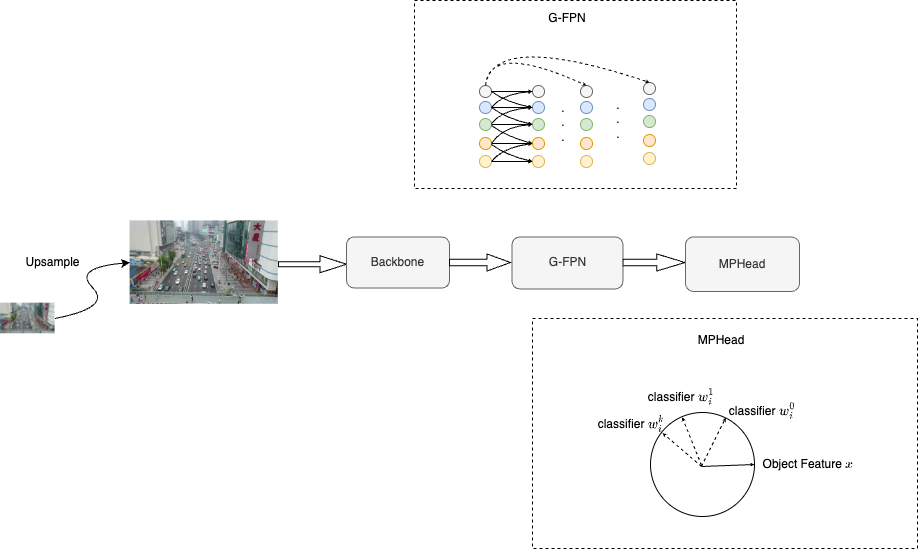 G-FPN
Upsample
Backbone
G-FPN
MPHead
MPHead
classifier $w_i^1$
classifier $w_i^0$
classifier $w_i^k$
Object Feature $x$